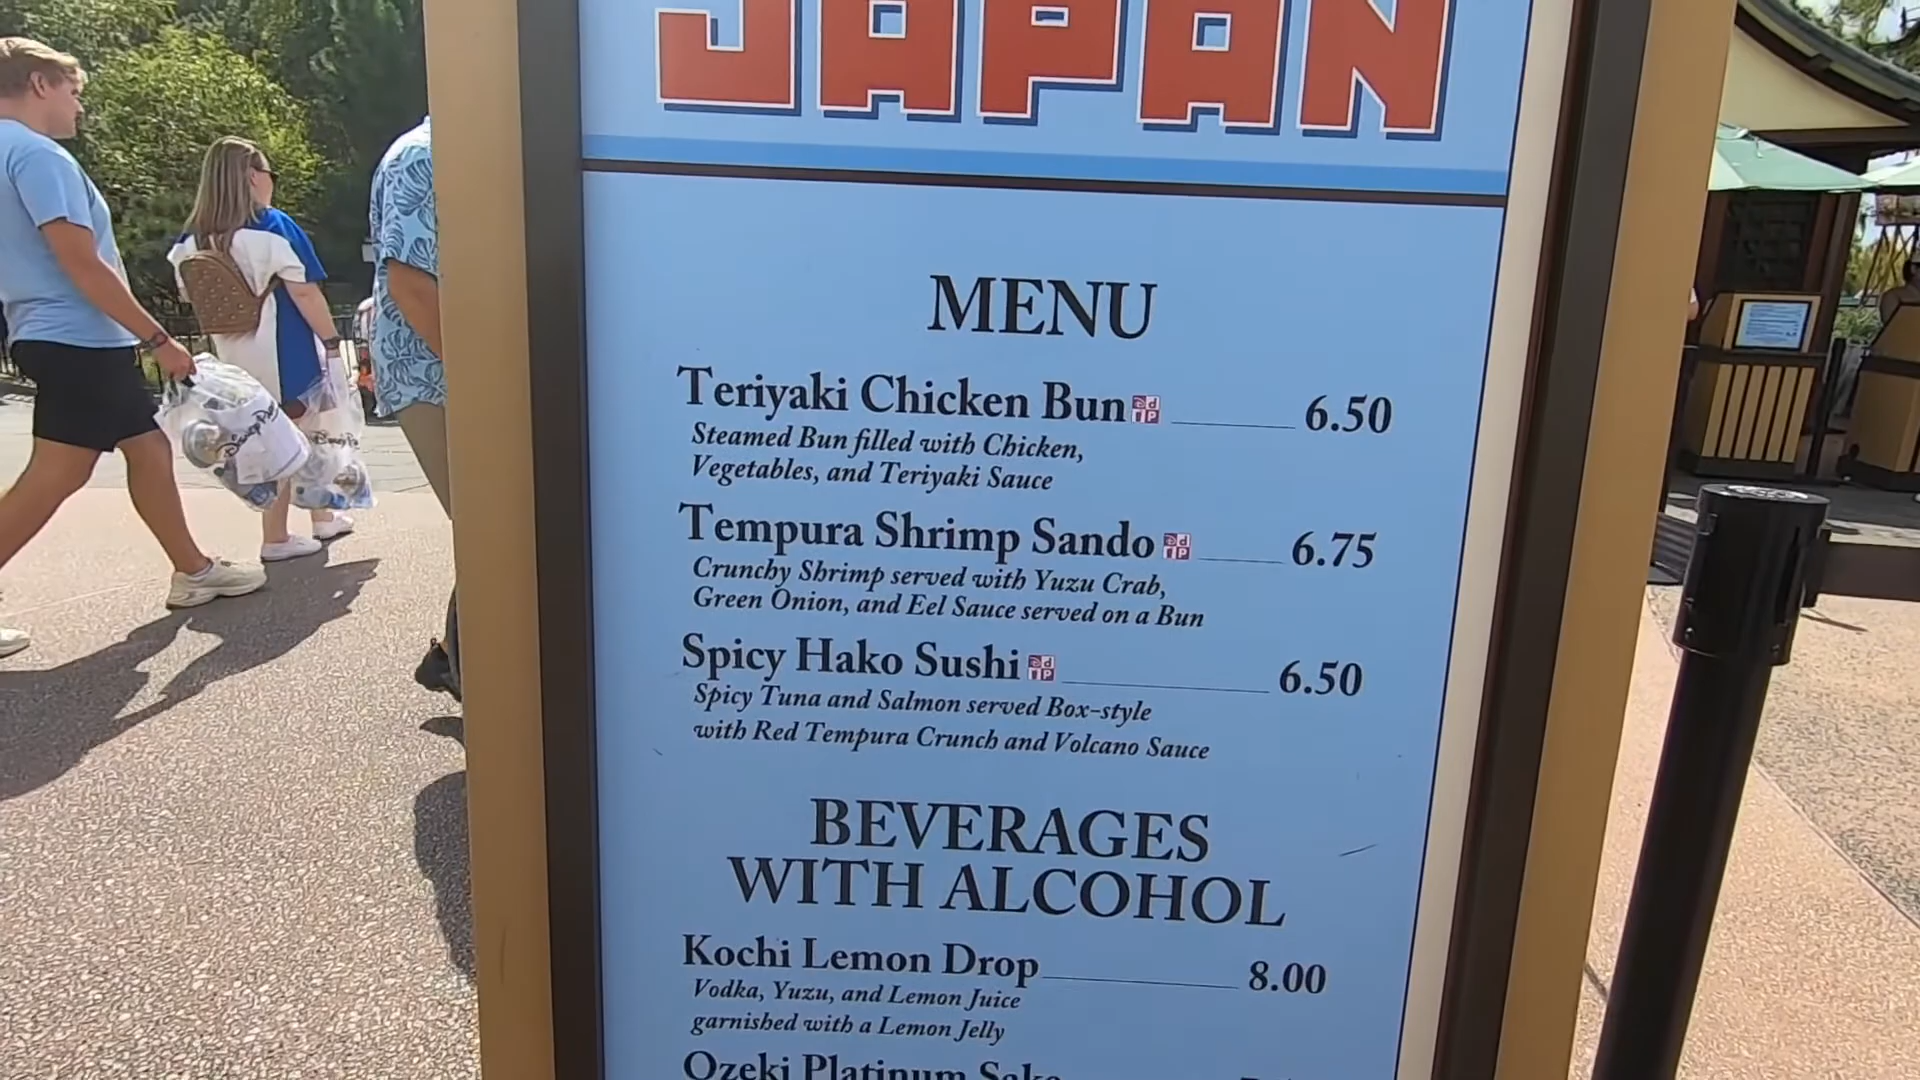 JAPAN
MENU
Teriyaki Chicken Bun 6.50
Steamed Bun filled with Chicken,
Vegetables, and Teriyaki Sauce
Tempura Shrimp Sando 6.75
Crunchy Shrimp served with Yuzu Crab,
Green Onion, and Eel Sauce served on a Bun
Spicy Hako Sushi 6.50
Spicy Tuna and Salmon served Box-style
with Red Tempura Crunch and Volcano Sauce
BEVERAGES
WITH ALCOHOL
Kochi Lemon Drop 8.00
Vodka, Yuzu, and Lemon Juice
garnished with a Lemon Jelly
Ozeki Platinum Sake